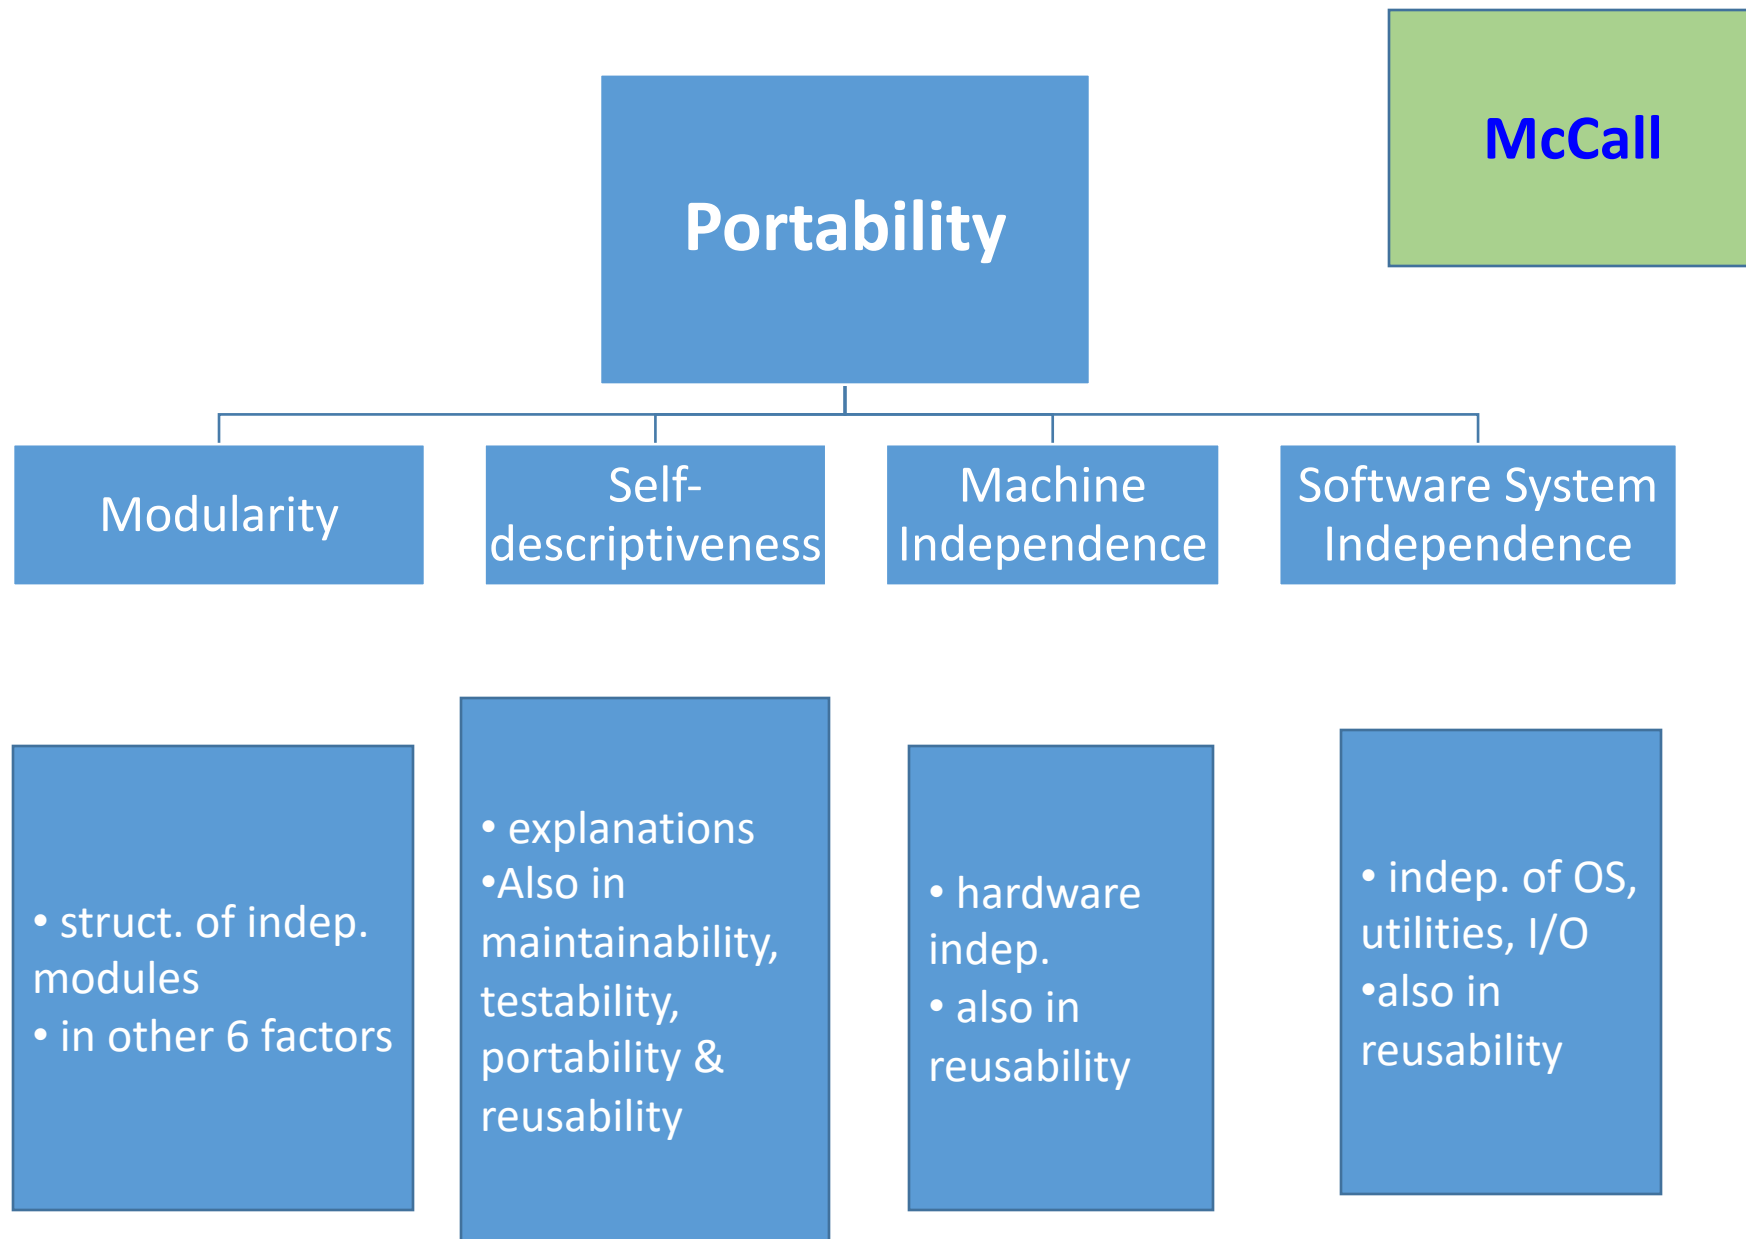 McCall
Portability
Modularity
Self-
descriptiveness
Machine
Independence
Software System
Independence
• struct. of indep.
modules
• in other 6 factors
• explanations
•Also in
maintainability,
testability,
portability &
reusability
• hardware
indep.
• also in
reusability
• indep. of OS,
utilities, I/O
•also in
reusability